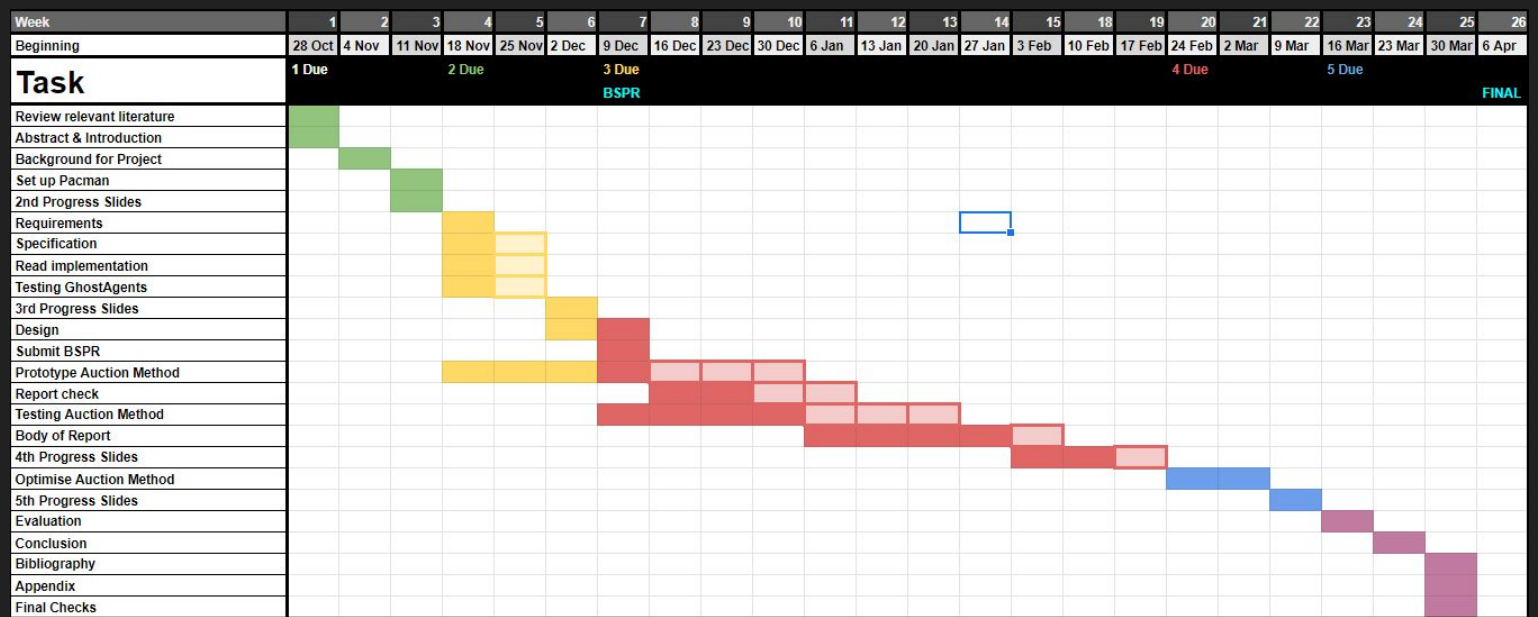 Week 1 2 3 4 5 6 7 8 9 10 11 12 13 14 15 18 19 20 21 22 23 24 25 26
Beginning 28 Oct 4 Nov 11 Nov 18 Nov 25 Nov 2 Dec 9 Dec 16 Dec 23 Dec 30 Dec 6 Jan 13 Jan 20 Jan 27 Jan 3 Feb 10 Feb 17 Feb 24 Feb 2 Mar 9 Mar 16 Mar 23 Mar 30 Mar 6 Apr
Task
1 Due 2 Due 3 Due 4 Due 5 Due
BSPR FINAL
Review relevant literature
Abstract & Introduction
Background for Project
Set up Pacman
2nd Progress Slides
Requirements
Specification
Read implementation
Testing GhostAgents
3rd Progress Slides
Design
Submit BSPR
Prototype Auction Method
Report check
Testing Auction Method
Body of Report
4th Progress Slides
Optimise Auction Method
5th Progress Slides
Evaluation
Conclusion
Bibliography
Appendix
Final Checks